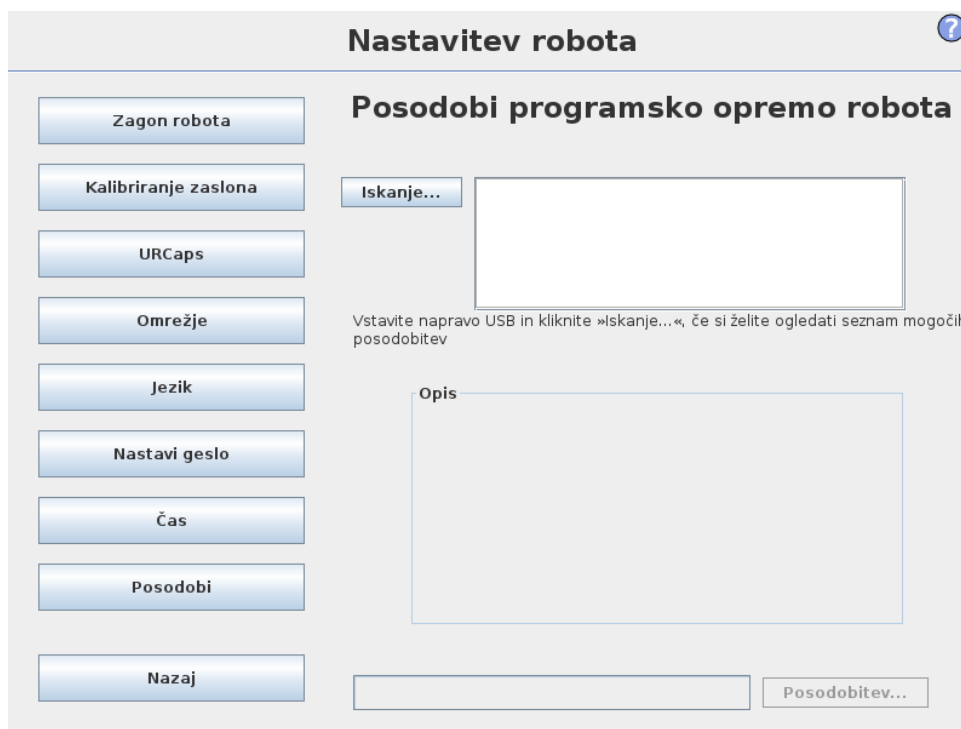 Nastavitev robota
?
Zagon robota
Kalibriranje zaslona
URCaps
Omrežje
Jezik
Nastavi geslo
Čas
Posodobi
Nazaj
Posodobi programsko opremo robota
Iskanje...
Vstavite napravo USB in kliknite »Iskanje...«, če si želite ogledati seznam mogočih
posodobitev
Opis
Posodobitev...